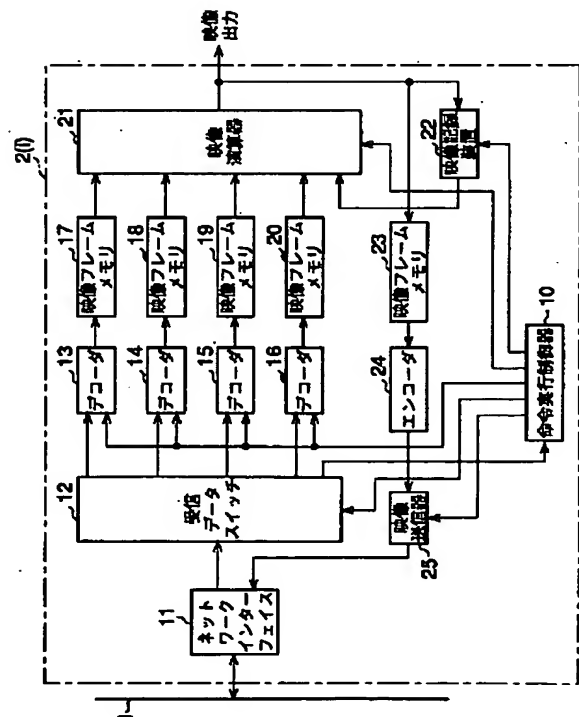 2(1)
映像
出力
21
映像
演算器
22
映像記録
装置
17
映像フレーム
メモリ
18
映像フレーム
メモリ
19
映像フレーム
メモリ
20
映像フレーム
メモリ
23
映像フレーム
メモリ
13
デコーダ
14
デコーダ
15
デコーダ
16
デコーダ
24
エンコーダ
10
命令実行制御器
12
受信
データ
スイッチ
映像
送信器
25
11
ネット
ワーク
インター
フェイス